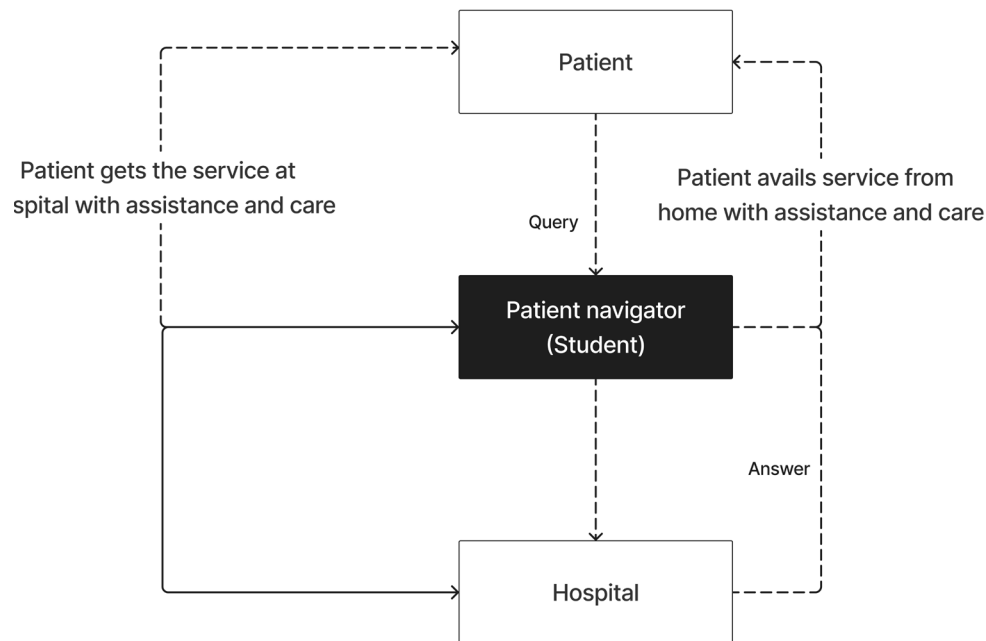 Patient
Patient gets the service at
spital with assistance and care
Patient avails service from
home with assistance and care
Query
Patient navigator
(Student)
Answer
Hospital